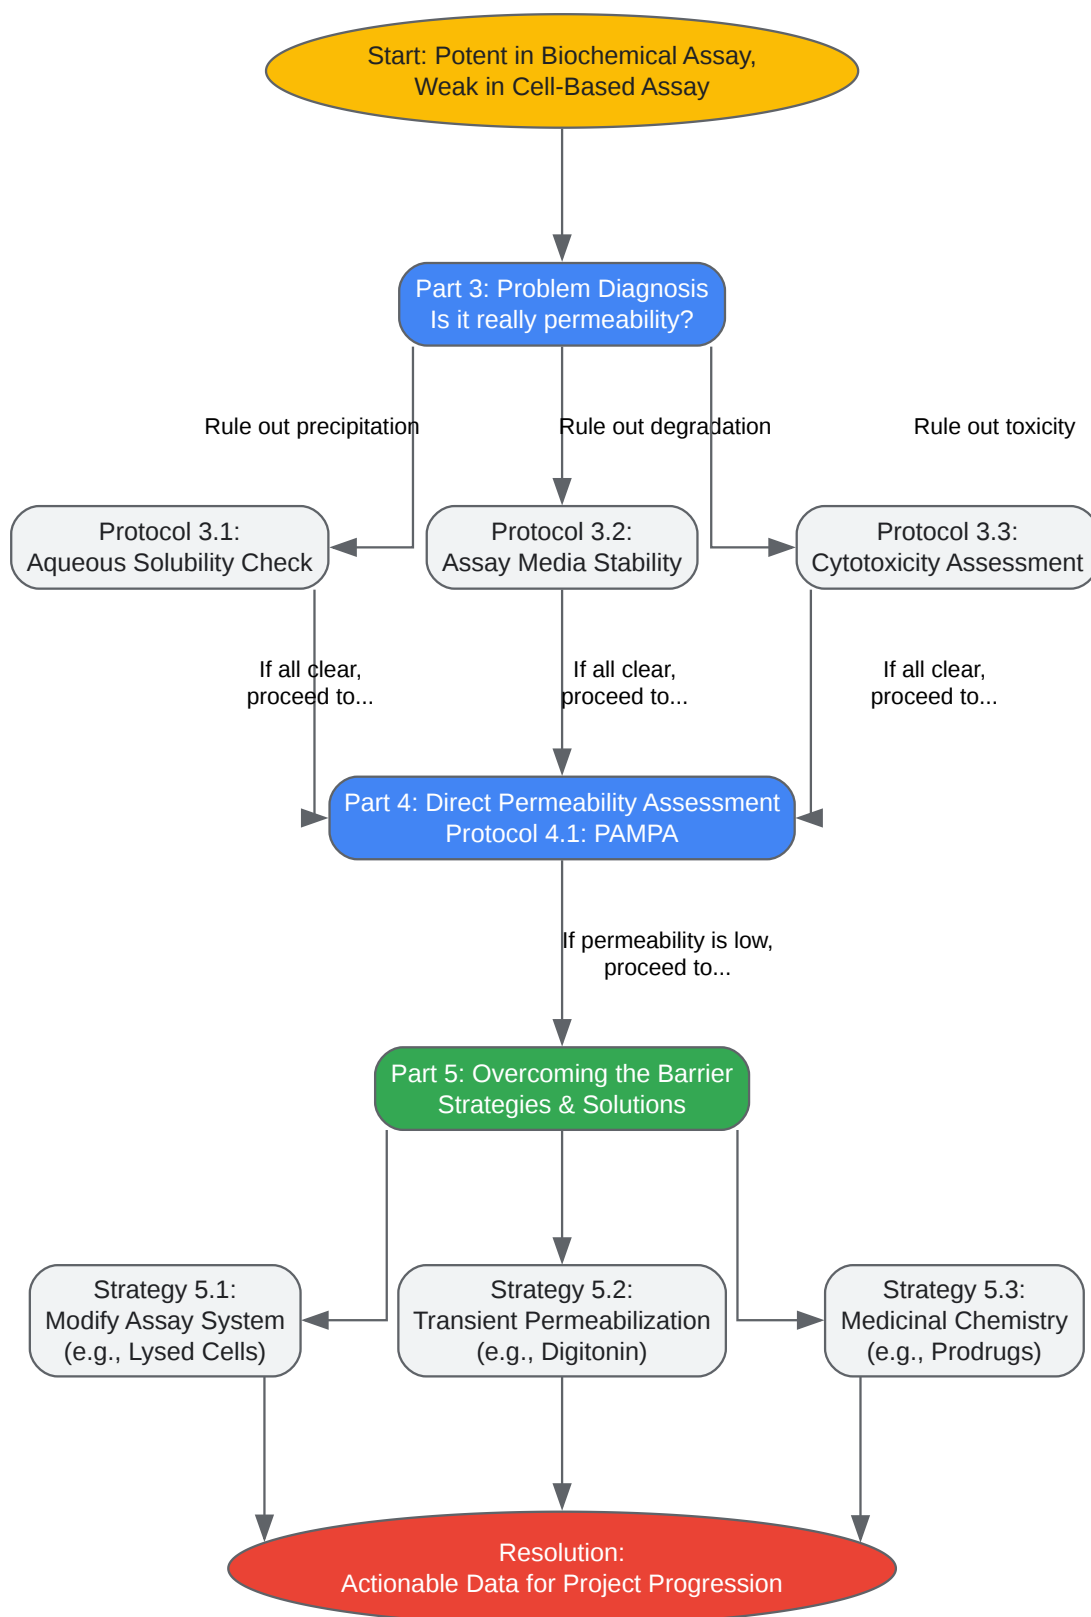 Start: Potent in Biochemical Assay,
Weak in Cell-Based Assay
Part 3: Problem Diagnosis
Is it really permeability?
Rule out precipitation
Rule out degradation
Rule out toxicity
Protocol 3.1:
Aqueous Solubility Check
Protocol 3.2:
Assay Media Stability
Protocol 3.3:
Cytotoxicity Assessment
If all clear,
proceed to...
If all clear,
proceed to...
If all clear,
proceed to...
Part 4: Direct Permeability Assessment
Protocol 4.1: PAMPA
If permeability is low,
proceed to...
Part 5: Overcoming the Barrier
Strategies & Solutions
Strategy 5.1:
Modify Assay System
(e.g., Lysed Cells)
Strategy 5.2:
Transient Permeabilization
(e.g., Digitonin)
Strategy 5.3:
Medicinal Chemistry
(e.g., Prodrugs)
Resolution:
Actionable Data for Project Progression